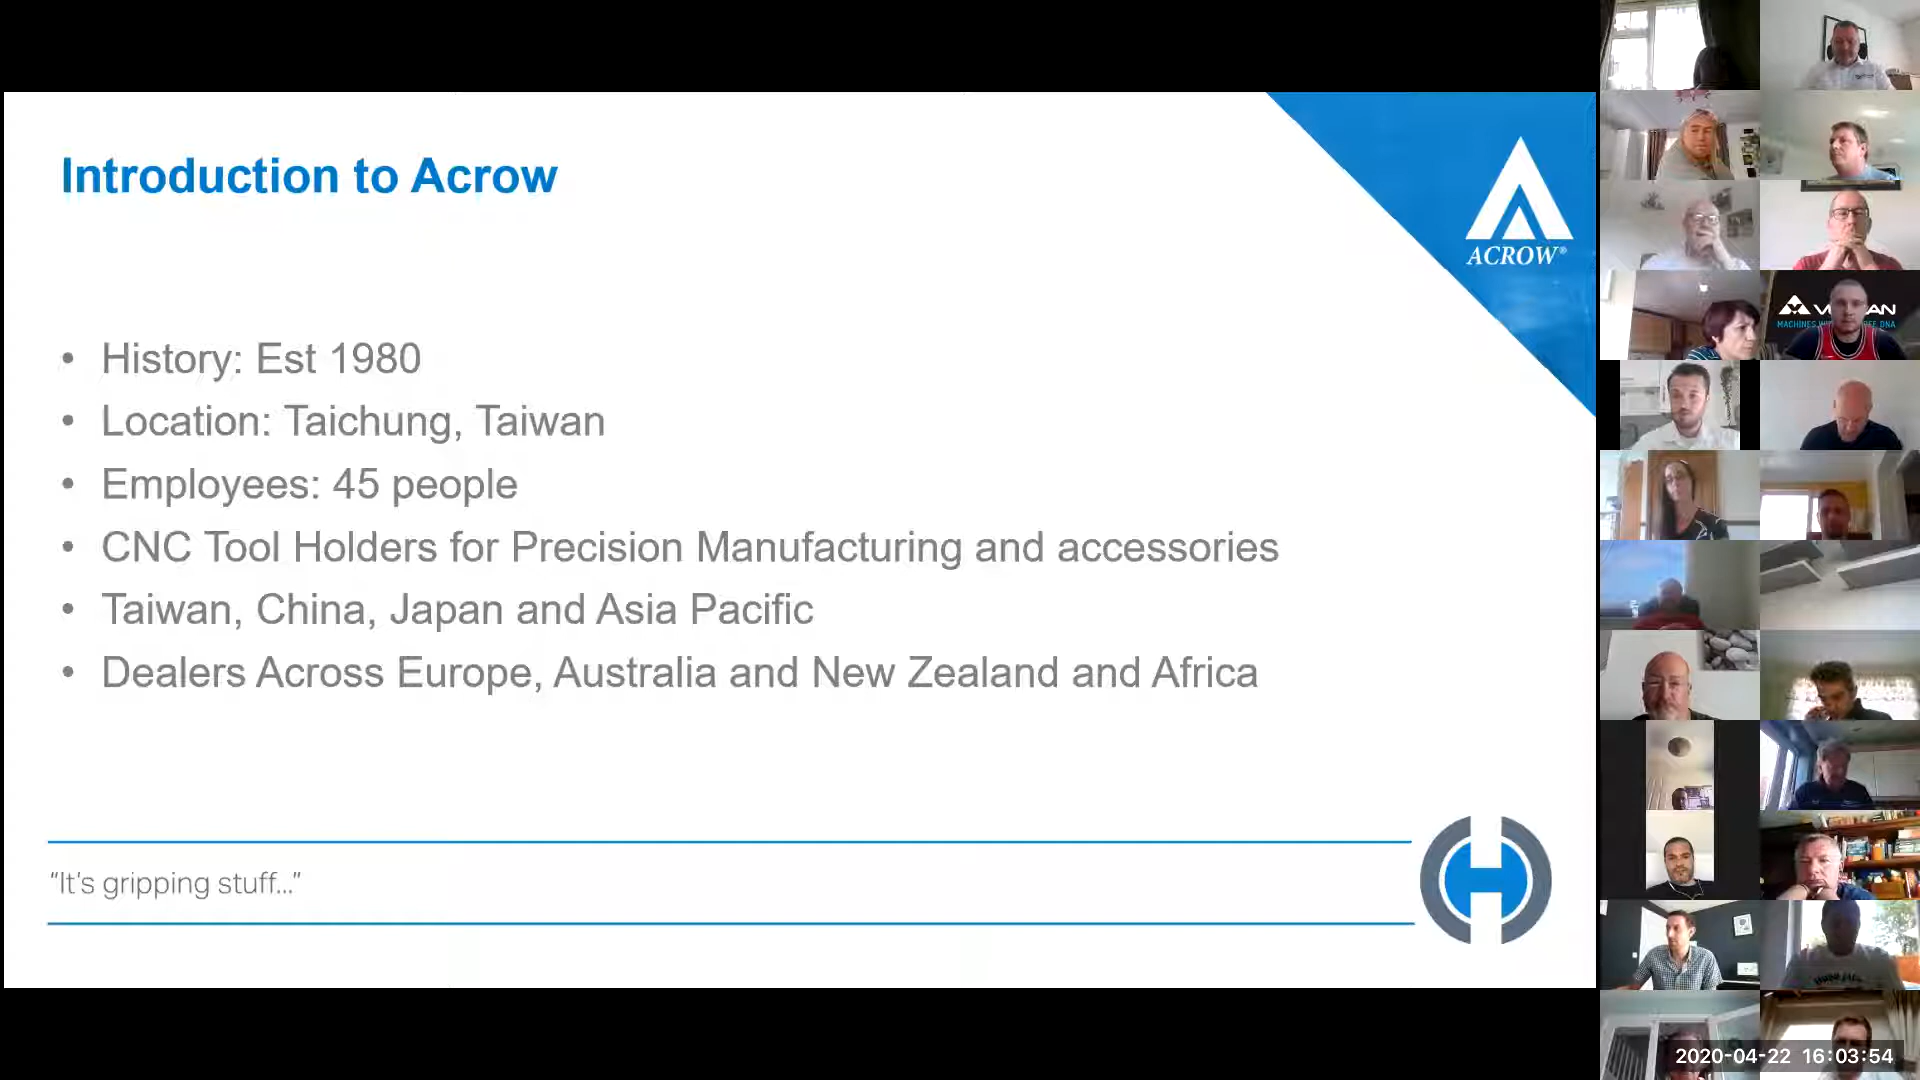 Introduction to Acrow
ACROW®
• History: Est 1980
• Location: Taichung, Taiwan
• Employees: 45 people
• CNC Tool Holders for Precision Manufacturing and accessories
• Taiwan, China, Japan and Asia Pacific
• Dealers Across Europe, Australia and New Zealand and Africa
“It's gripping stuff...”
MACHINES
DNA
2020-04-22 16:03:54